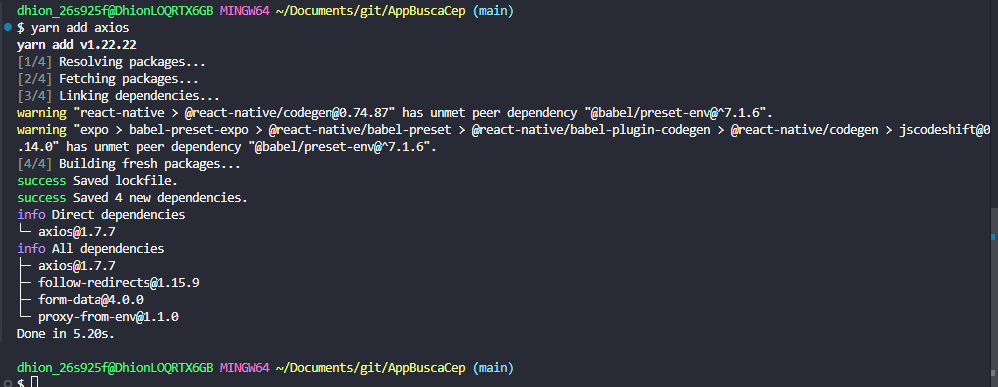 dhion_26s925f@DhionLOQRTX6GB MINGW64 ~/Documents/git/AppBuscaCep (main)
$ yarn add axios
yarn add v1.22.22
[1/4] Resolving packages...
[2/4] Fetching packages...
[3/4] Linking dependencies...
warning "react-native > @react-native/codegen@0.74.87" has unmet peer dependency "@babel/preset-env@^7.1.6".
warning "expo > babel-preset-expo > @react-native/babel-preset > @react-native/babel-plugin-codegen > @react-native/codegen > jscodeshift@0
.14.0" has unmet peer dependency "@babel/preset-env@^7.1.6".
[4/4] Building fresh packages...
success Saved lockfile.
success Saved 4 new dependencies.
info Direct dependencies
└─ axios@1.7.7
info All dependencies
├─ axios@1.7.7
├─ follow-redirects@1.15.9
├─ form-data@4.0.0
└─ proxy-from-env@1.1.0
Done in 5.20s.
dhion_26s925f@DhionLOQRTX6GB MINGW64 ~/Documents/git/AppBuscaCep (main)
$